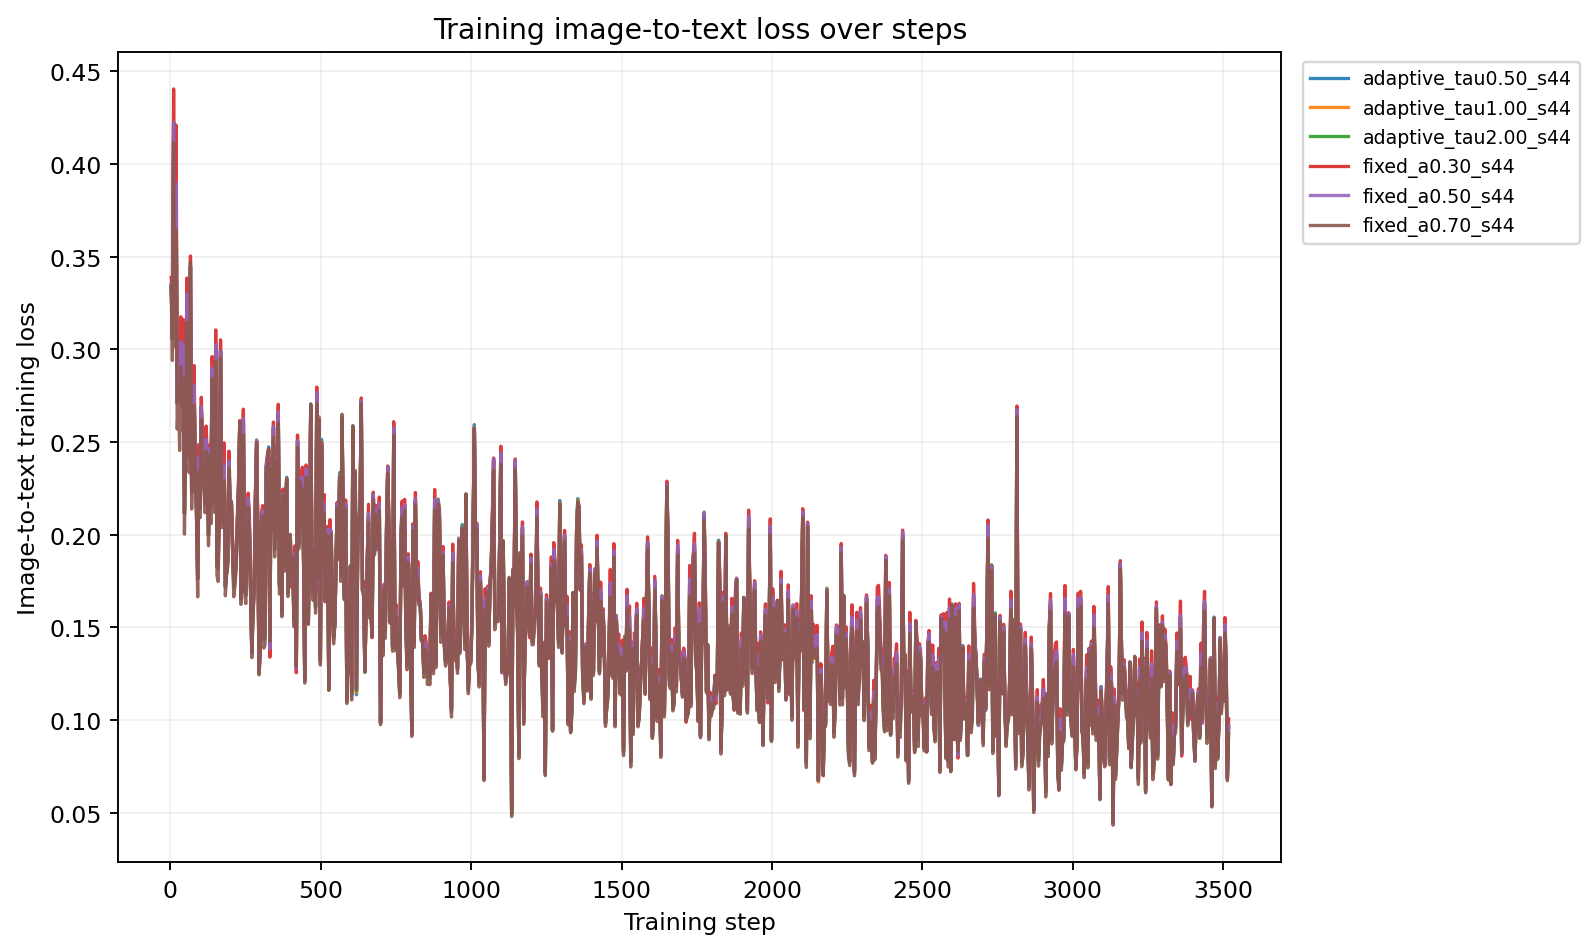 Training image-to-text loss over steps
Image-to-text training loss
0.45
0.40
0.35
0.30
0.25
0.20
0.15
0.10
0.05
0 500 1000 1500 2000 2500 3000 3500
Training step
adaptive_tau0.50_s44
adaptive_tau1.00_s44
adaptive_tau2.00_s44
fixed_a0.30_s44
fixed_a0.50_s44
fixed_a0.70_s44